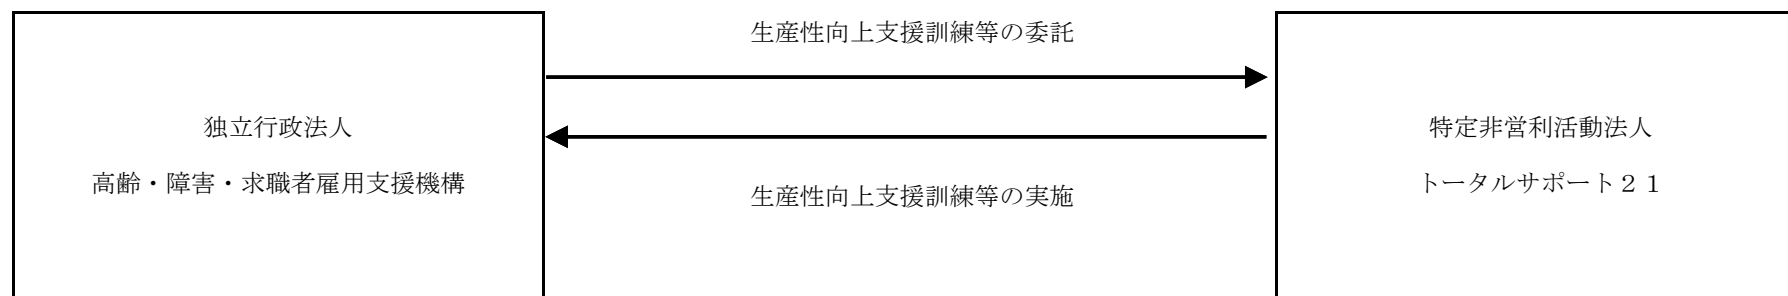 生産性向上支援訓練等の委託
独立行政法人
高齢・障害・求職者雇用支援機構
生産性向上支援訓練等の実施
特定非営利活動法人
トータルサポート２１